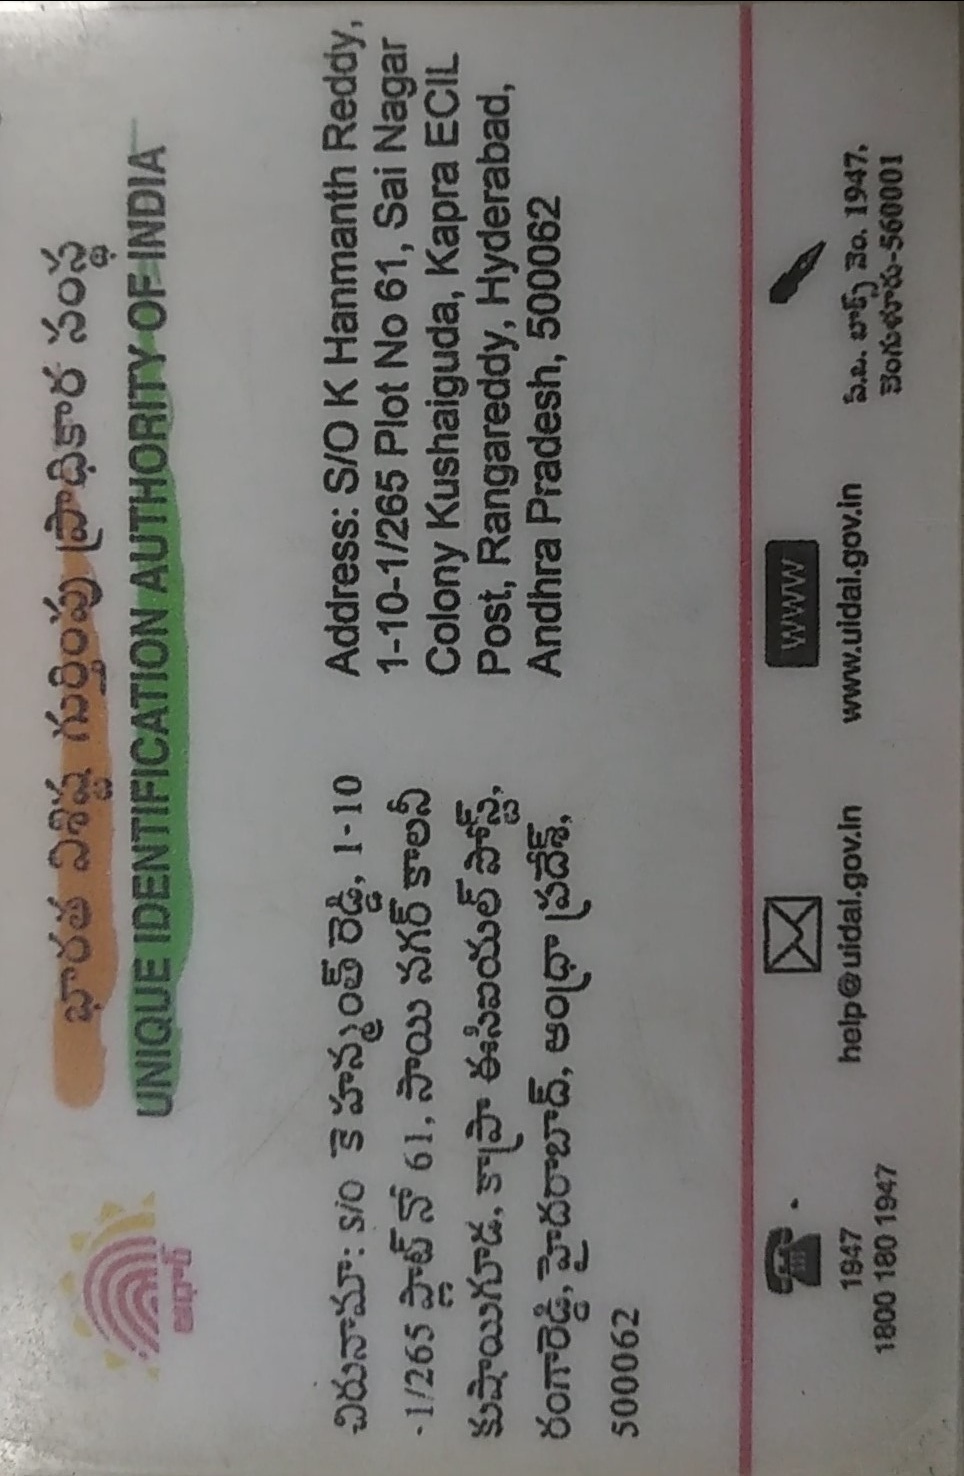 భారత విశిష్ట గుర్తింపు ప్రాధికార సంస్థ
UNIQUE IDENTIFICATION AUTHORITY OF INDIA
ఆధార్
చిరునామా: S/O కె హన్మంత్ రెడ్డి, 1-10
-1/265 ప్లాట్ నో 61, సాయి నగర్ కాలనీ
కుషాయిగూడ, కాప్రా ఈసిఐయల్ పోస్ట్,
రంగారెడ్డి, హైదరాబాద్, ఆంధ్రా ప్రదేశ్,
500062
Address: S/O K Hanmanth Reddy,
1-10-1/265 Plot No 61, Sai Nagar
Colony Kushaiguda, Kapra ECIL
Post, Rangareddy, Hyderabad,
Andhra Pradesh, 500062
1947
1800 180 1947
help@uidai.gov.in
WWW
www.uidai.gov.in
పి.బి. బాక్స్ నెం. 1947,
బెంగుళూరు-560001